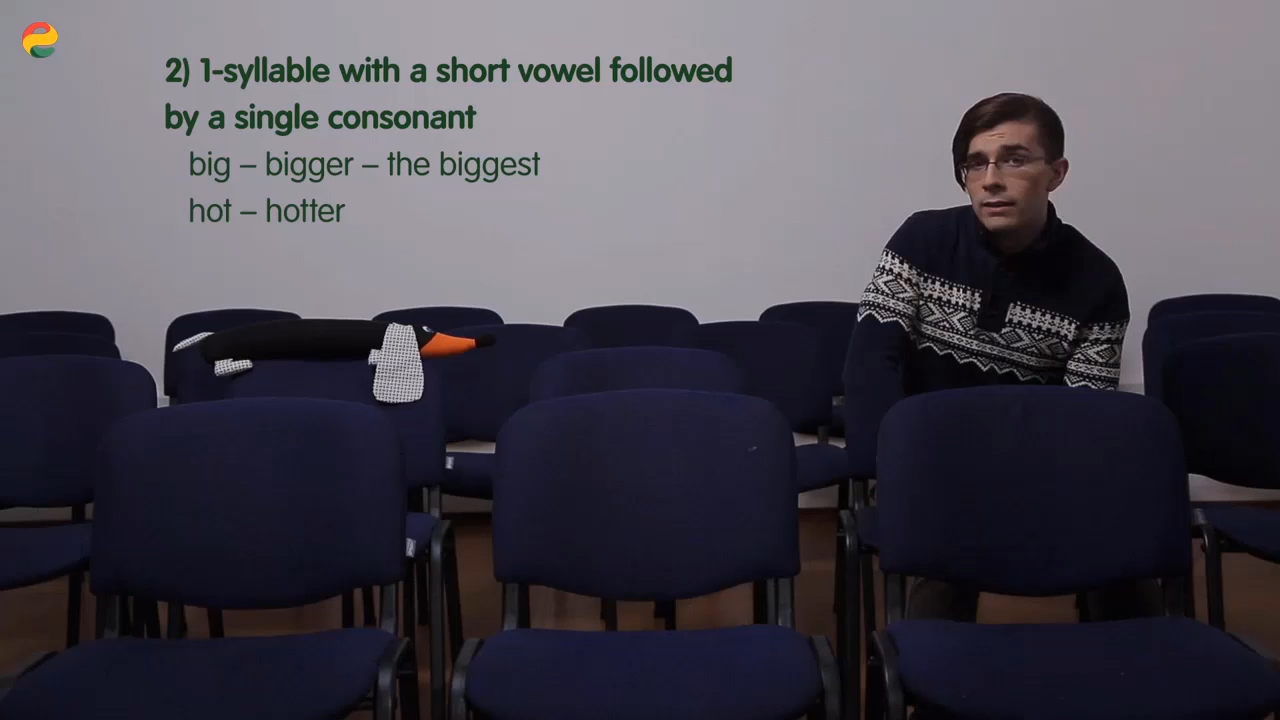 2) 1-syllable with a short vowel followed
by a single consonant
big – bigger – the biggest
hot – hotter